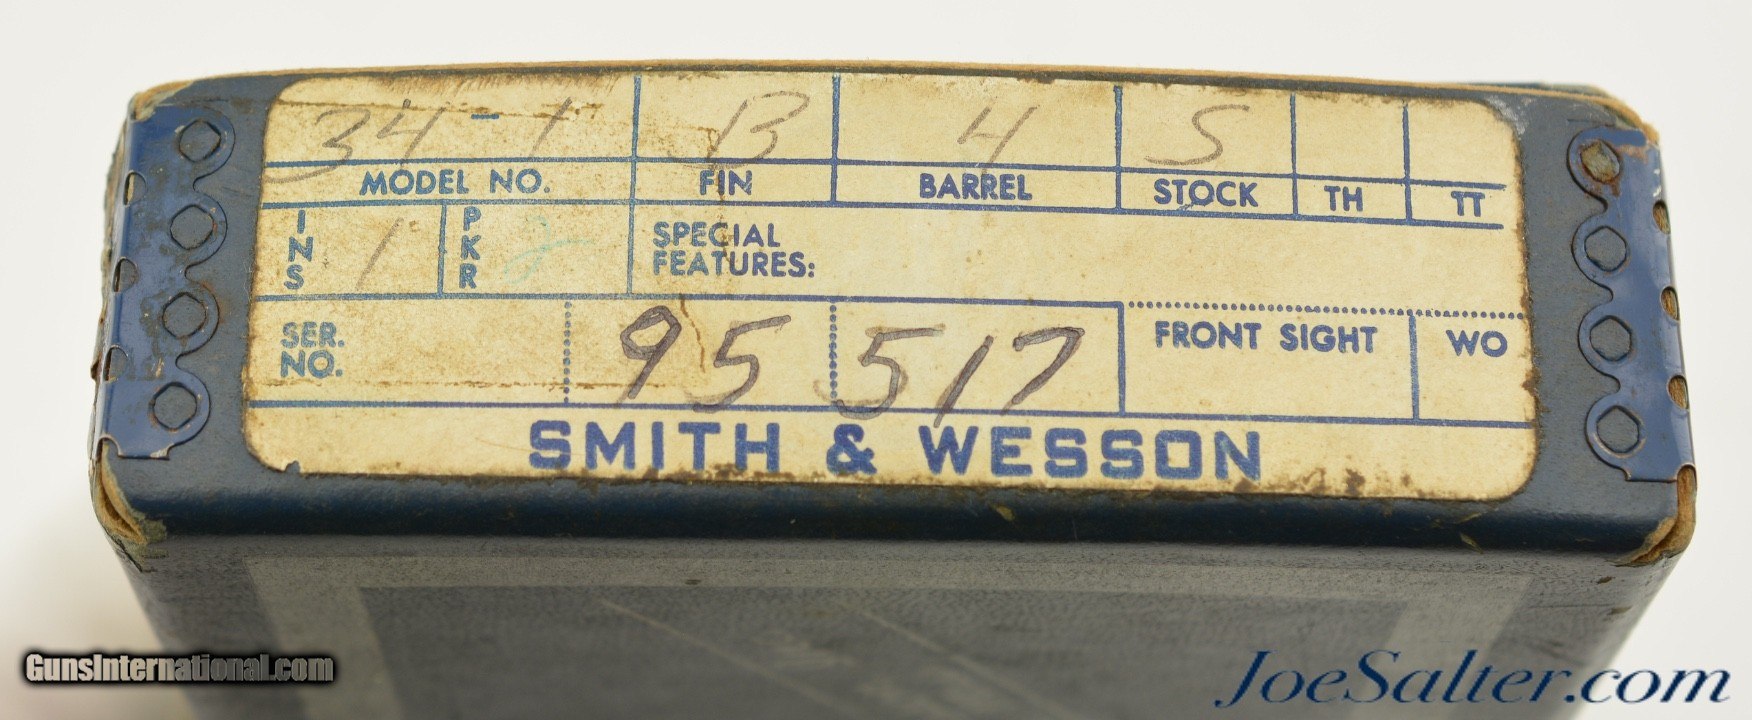 34-1 B 4 S
MODEL NO. FIN BARREL STOCK TH TT
INS 1 PKR 2 SPECIAL FEATURES:
SER. NO. 95 517 FRONT SIGHT WO
SMITH & WESSON
GunsInternational.com
JoeSalter.com